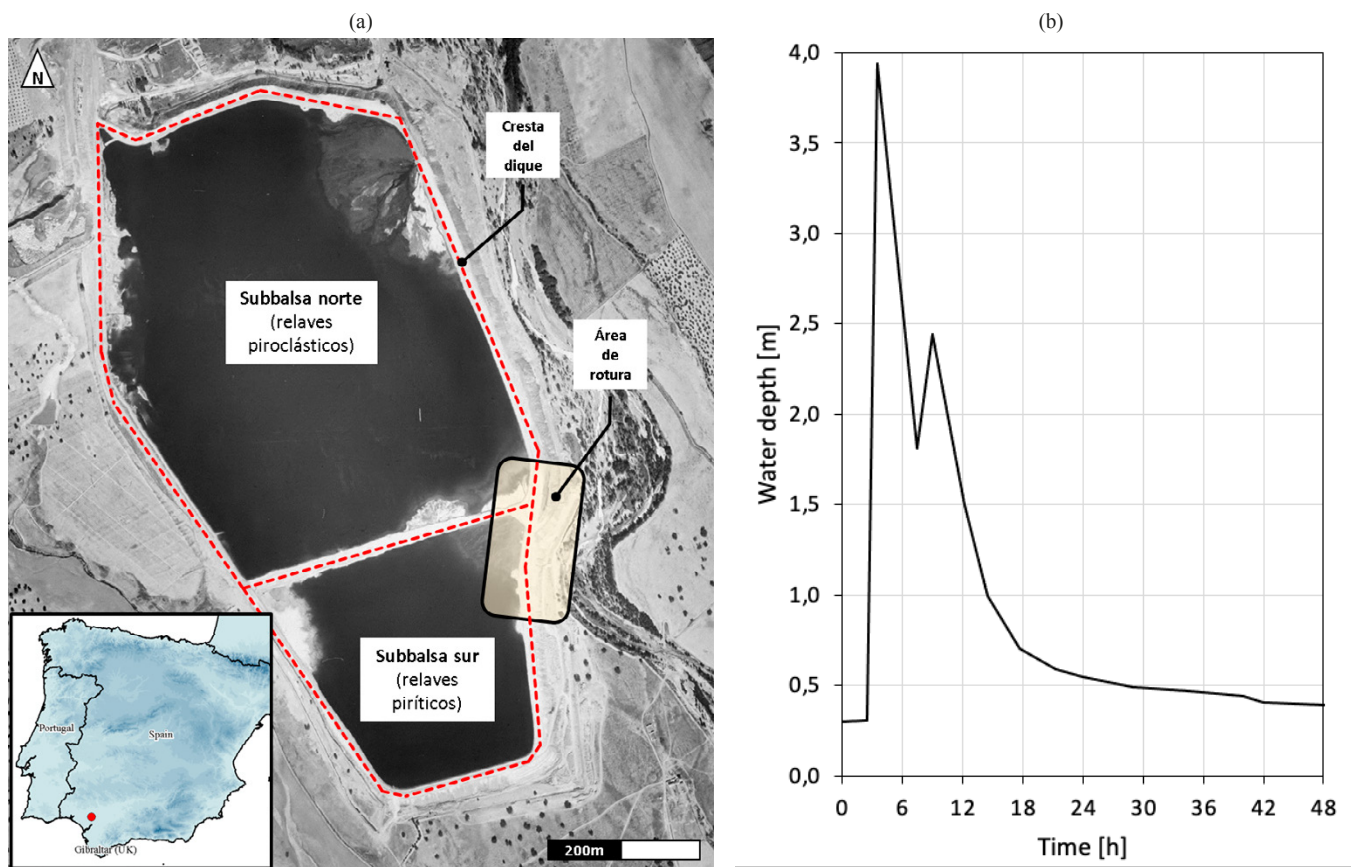 (a)
N
Cresta
del
dique
Subbalsa norte
(relaves
piroclásticos)
Área
de
rotura
Subbalsa sur
(relaves
piríticos)
Portugal
Spain
Gibraltar (UK)
200m
(b)
4,0
3,5
3,0
2,5
2,0
1,5
1,0
0,5
0,0
Water depth [m]
0 6 12 18 24 30 36 42 48
Time [h]